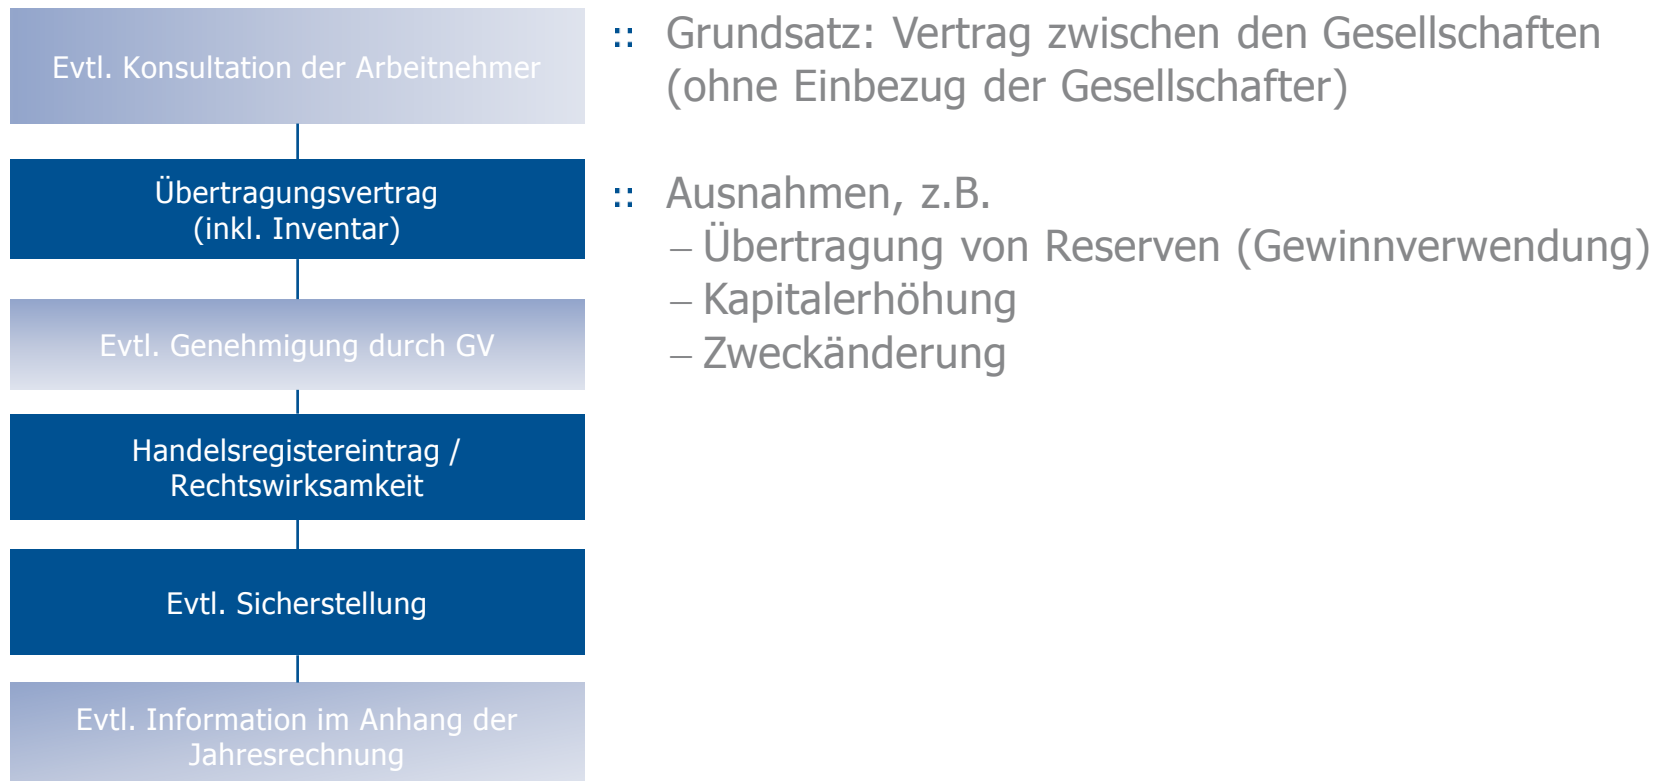 Evtl. Konsultation der Arbeitnehmer
Übertragungsvertrag
(inkl. Inventar)
Evtl. Genehmigung durch GV
Handelsregistereintrag /
Rechtswirksamkeit
Evtl. Sicherstellung
Evtl. Information im Anhang der
Jahresrechnung
:: Grundsatz: Vertrag zwischen den Gesellschaften
(ohne Einbezug der Gesellschafter)
:: Ausnahmen, z.B.
– Übertragung von Reserven (Gewinnverwendung)
– Kapitalerhöhung
– Zweckänderung